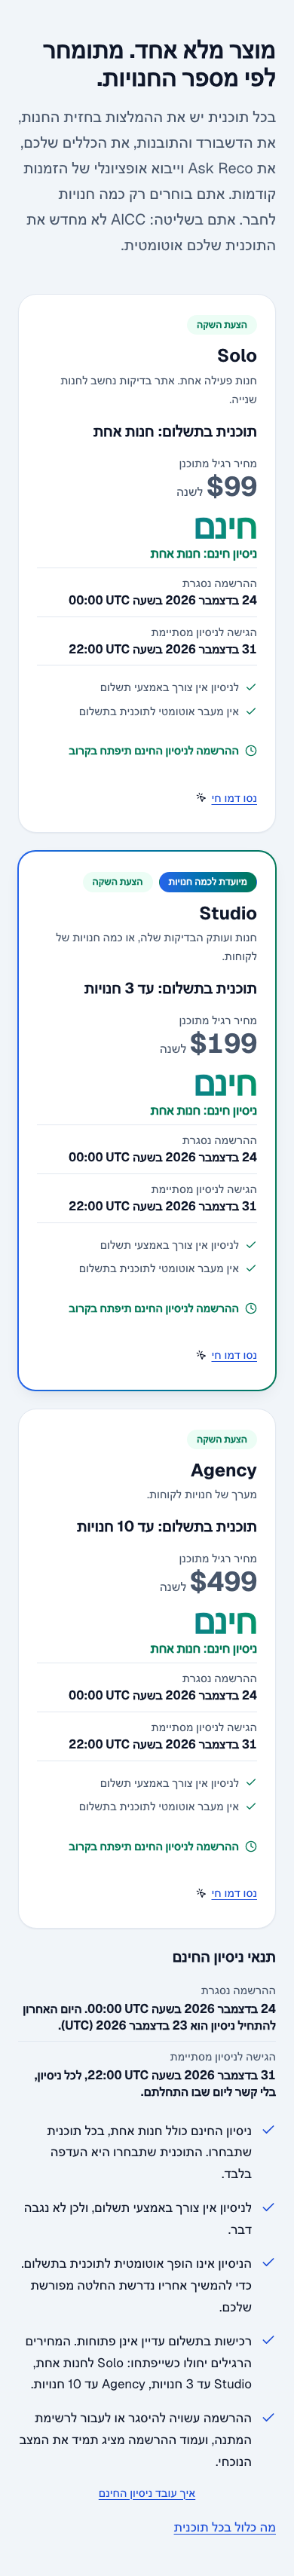 מוצר מלא אחד. מתומחר
לפי מספר החנויות.
בכל תוכנית יש את ההמלצות בחזית החנות,
את הדשבורד והתובנות, את הכללים שלכם,
את Ask Reco וייבוא אופציונלי של הזמנות
קודמות. אתם בוחרים רק כמה חנויות
לחבר. אתם בשליטה: AICC לא מחדש את
התוכנית שלכם אוטומטית.
הצעת השקה
Solo
חנות פעילה אחת. אתר בדיקות נחשב לחנות
שנייה.
תוכנית בתשלום: חנות אחת
מחיר רגיל מתוכנן
$99 לשנה
חינם
ניסיון חינם: חנות אחת
ההרשמה נסגרת
24 בדצמבר 2026 בשעה 00:00 UTC
הגישה לניסיון מסתיימת
31 בדצמבר 2026 בשעה 22:00 UTC
לניסיון אין צורך באמצעי תשלום
אין מעבר אוטומטי לתוכנית בתשלום
ההרשמה לניסיון החינם תיפתח בקרוב
נסו דמו חי
מיועדת לכמה חנויות
הצעת השקה
Studio
חנות ועותק הבדיקות שלה, או כמה חנויות של
לקוחות.
תוכנית בתשלום: עד 3 חנויות
מחיר רגיל מתוכנן
$199 לשנה
חינם
ניסיון חינם: חנות אחת
ההרשמה נסגרת
24 בדצמבר 2026 בשעה 00:00 UTC
הגישה לניסיון מסתיימת
31 בדצמבר 2026 בשעה 22:00 UTC
לניסיון אין צורך באמצעי תשלום
אין מעבר אוטומטי לתוכנית בתשלום
ההרשמה לניסיון החינם תיפתח בקרוב
נסו דמו חי
הצעת השקה
Agency
מערך של חנויות לקוחות.
תוכנית בתשלום: עד 10 חנויות
מחיר רגיל מתוכנן
$499 לשנה
חינם
ניסיון חינם: חנות אחת
ההרשמה נסגרת
24 בדצמבר 2026 בשעה 00:00 UTC
הגישה לניסיון מסתיימת
31 בדצמבר 2026 בשעה 22:00 UTC
לניסיון אין צורך באמצעי תשלום
אין מעבר אוטומטי לתוכנית בתשלום
ההרשמה לניסיון החינם תיפתח בקרוב
נסו דמו חי
תנאי ניסיון החינם
ההרשמה נסגרת
24 בדצמבר 2026 בשעה 00:00 UTC. היום האחרון
להתחיל ניסיון הוא 23 בדצמבר 2026 (UTC).
הגישה לניסיון מסתיימת
31 בדצמבר 2026 בשעה 22:00 UTC, לכל ניסיון,
בלי קשר ליום שבו התחלתם.
ניסיון החינם כולל חנות אחת, בכל תוכנית
שתבחרו. התוכנית שתבחרו היא העדפה
בלבד.
לניסיון אין צורך באמצעי תשלום, ולכן לא נגבה
דבר.
הניסיון אינו הופך אוטומטית לתוכנית בתשלום.
כדי להמשיך אחריו נדרשת החלטה מפורשת
שלכם.
רכישות בתשלום עדיין אינן פתוחות. המחירים
הרגילים יחולו כשייפתחו: Solo לחנות אחת,
Studio עד 3 חנויות, Agency עד 10 חנויות.
ההרשמה עשויה להיסגר או לעבור לרשימת
המתנה, ועמוד ההרשמה מציג תמיד את המצב
הנוכחי.
איך עובד ניסיון החינם
מה כלול בכל תוכנית